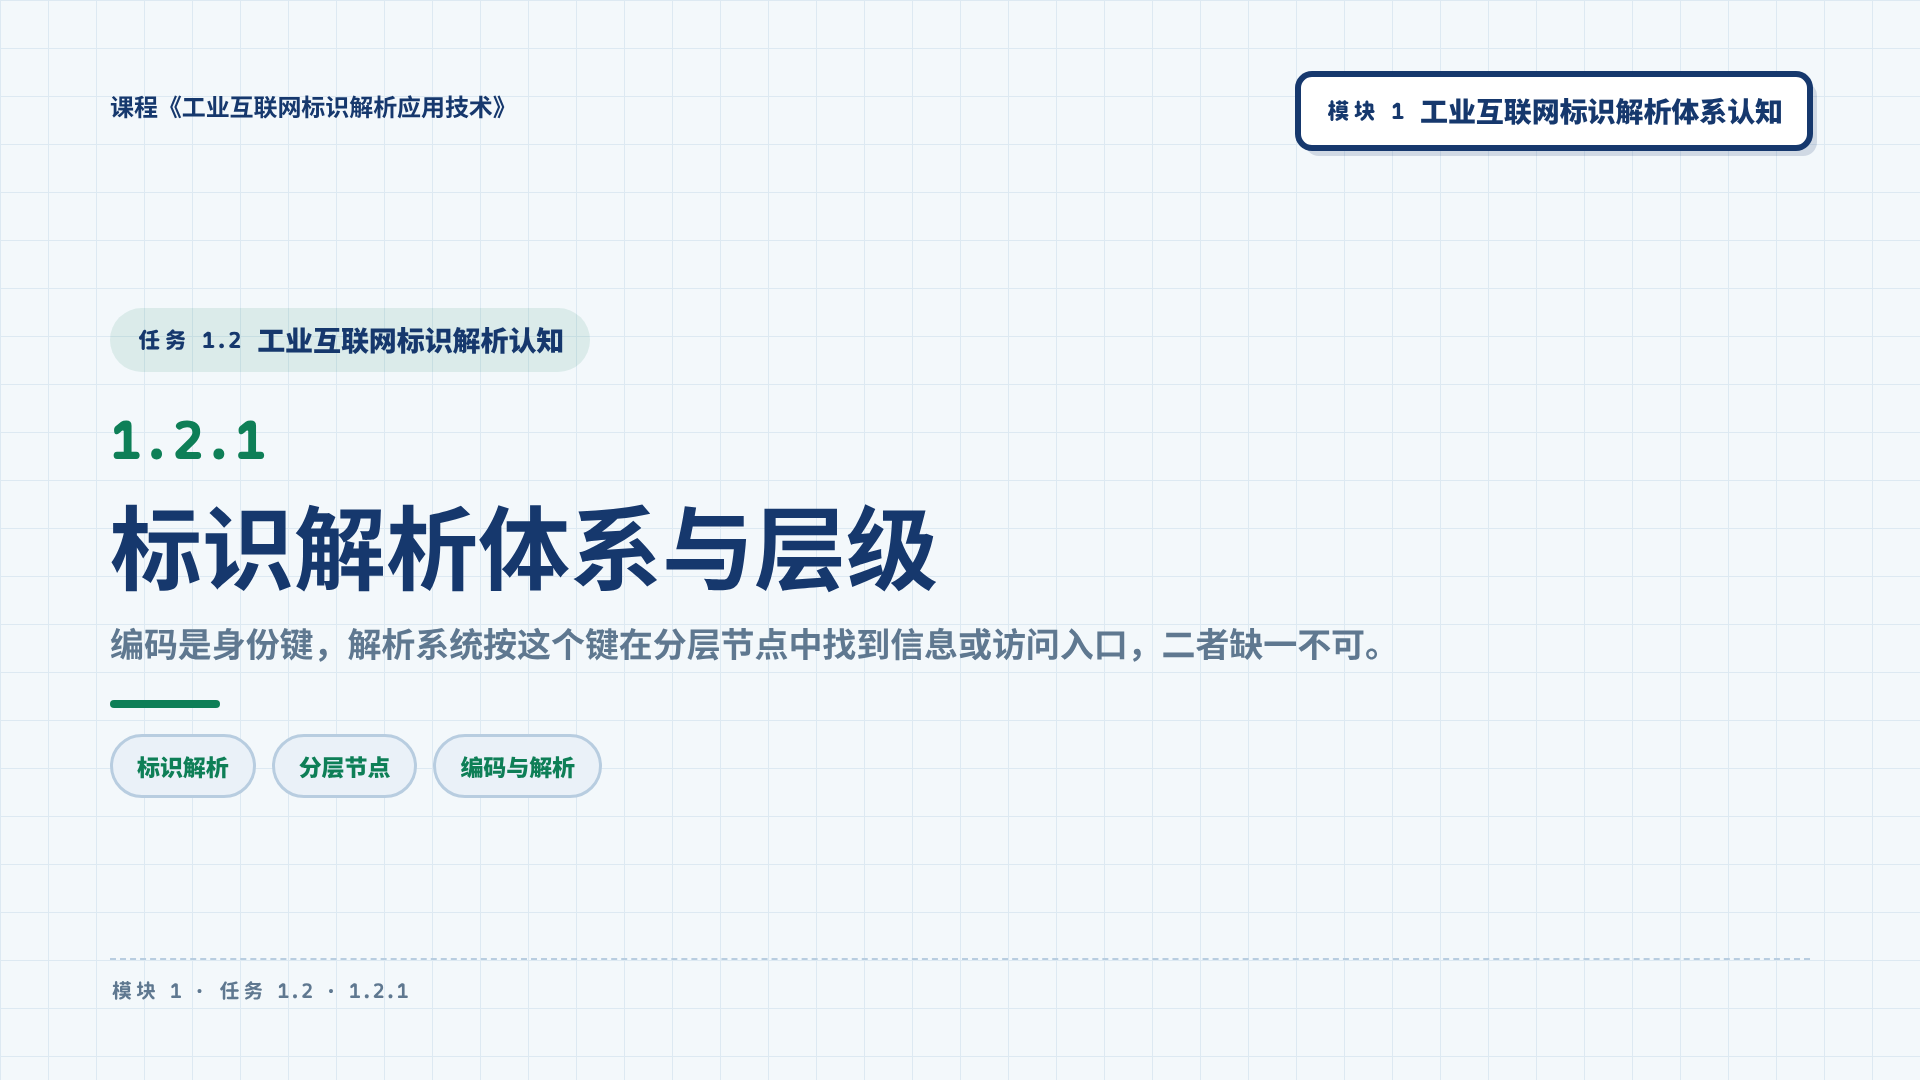 课程《工业互联网标识解析应用技术》
模块 1 工业互联网标识解析体系认知
任务 1.2 工业互联网标识解析认知
1.2.1
标识解析体系与层级
编码是身份键，解析系统按这个键在分层节点中找到信息或访问入口，二者缺一不可。
标识解析
分层节点
编码与解析
模块 1 · 任务 1.2 · 1.2.1